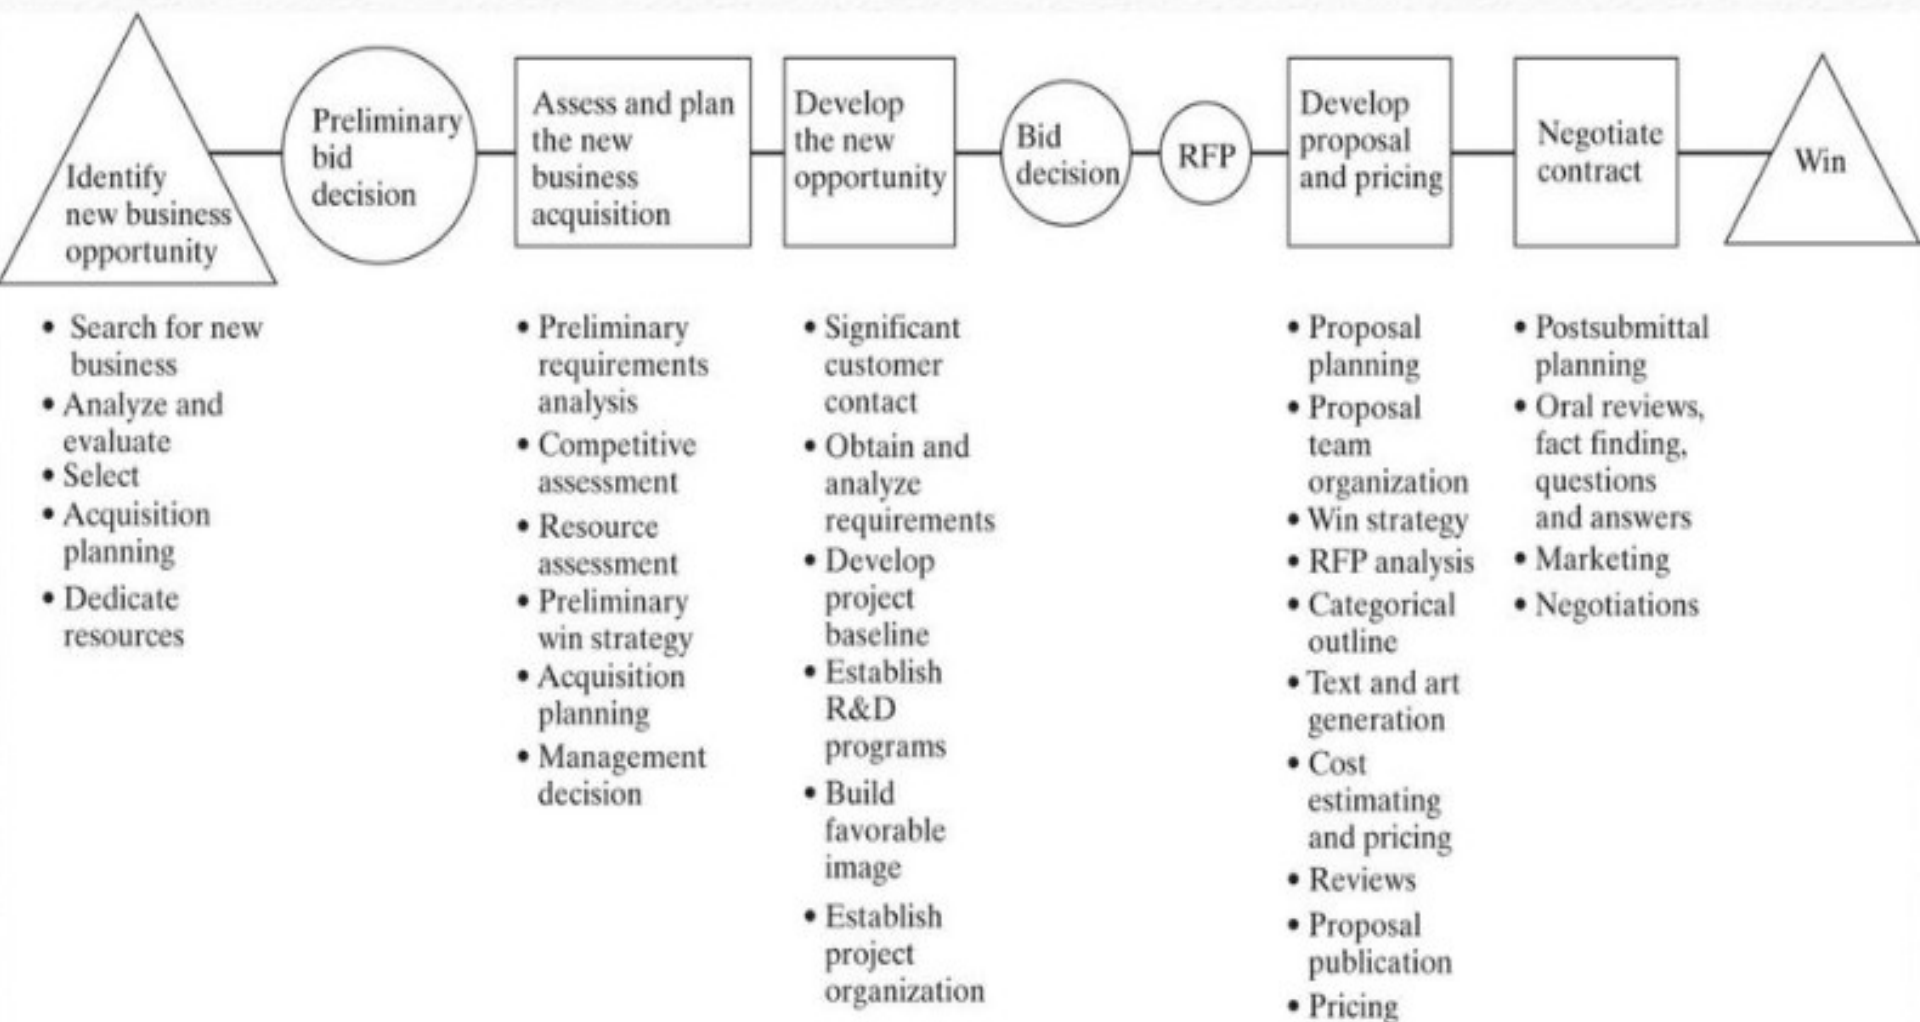 Identify
new business
opportunity
Preliminary
bid
decision
Assess and plan
the new
business
acquisition
Develop
the new
opportunity
Bid
decision
RFP
Develop
proposal
and pricing
Negotiate
contract
Win
• Search for new
business
• Analyze and
evaluate
• Select
• Acquisition
planning
• Dedicate
resources
• Preliminary
requirements
analysis
• Competitive
assessment
• Resource
assessment
• Preliminary
win strategy
• Acquisition
planning
• Management
decision
• Significant
customer
contact
• Obtain and
analyze
requirements
• Develop
project
baseline
• Establish
R&D
programs
• Build
favorable
image
• Establish
project
organization
• Proposal
planning
• Proposal
team
organization
• Win strategy
• RFP analysis
• Categorical
outline
• Text and art
generation
• Cost
estimating
and pricing
• Reviews
• Proposal
publication
• Pricing
• Postsubmittal
planning
• Oral reviews,
fact finding,
questions
and answers
• Marketing
• Negotiations